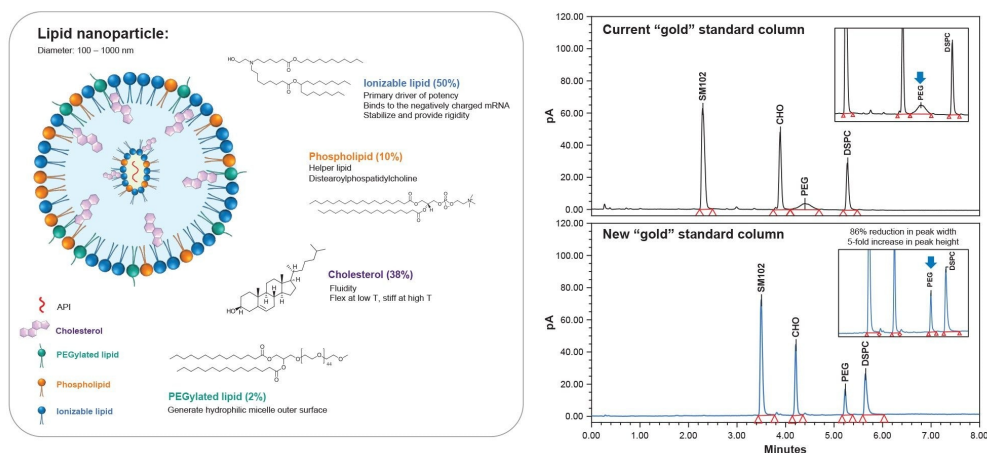 Lipid nanoparticle:
Diameter: 100 – 1000 nm
HO
N
O
O
O
O
Ionizable lipid (50%)
Primary driver of potency
Binds to the negatively charged mRNA
Stabilize and provide rigidity
Phospholipid (10%)
Helper lipid
Distearoylphospatidylcholine
Cholesterol (38%)
Fluidity
Flex at low T, stiff at high T
H
H
H
H
HO
API
Cholesterol
PEGylated lipid
Phospholipid
Ionizable lipid
O
O
O
O
O
O
O
44
PEGylated lipid (2%)
Generate hydrophilic micelle outer surface
Current “gold” standard column
120.00
100.00
80.00
60.00
40.00
20.00
0.00
pA
SM102
CHO
PEG
DSPC
PEG
DSPC
New “gold” standard column
86% reduction in peak width
5-fold increase in peak height
120.00
100.00
80.00
60.00
40.00
20.00
0.00
pA
SM102
CHO
PEG
DSPC
PEG
DSPC
0.00 1.00 2.00 3.00 4.00 5.00 6.00 7.00 8.00
Minutes